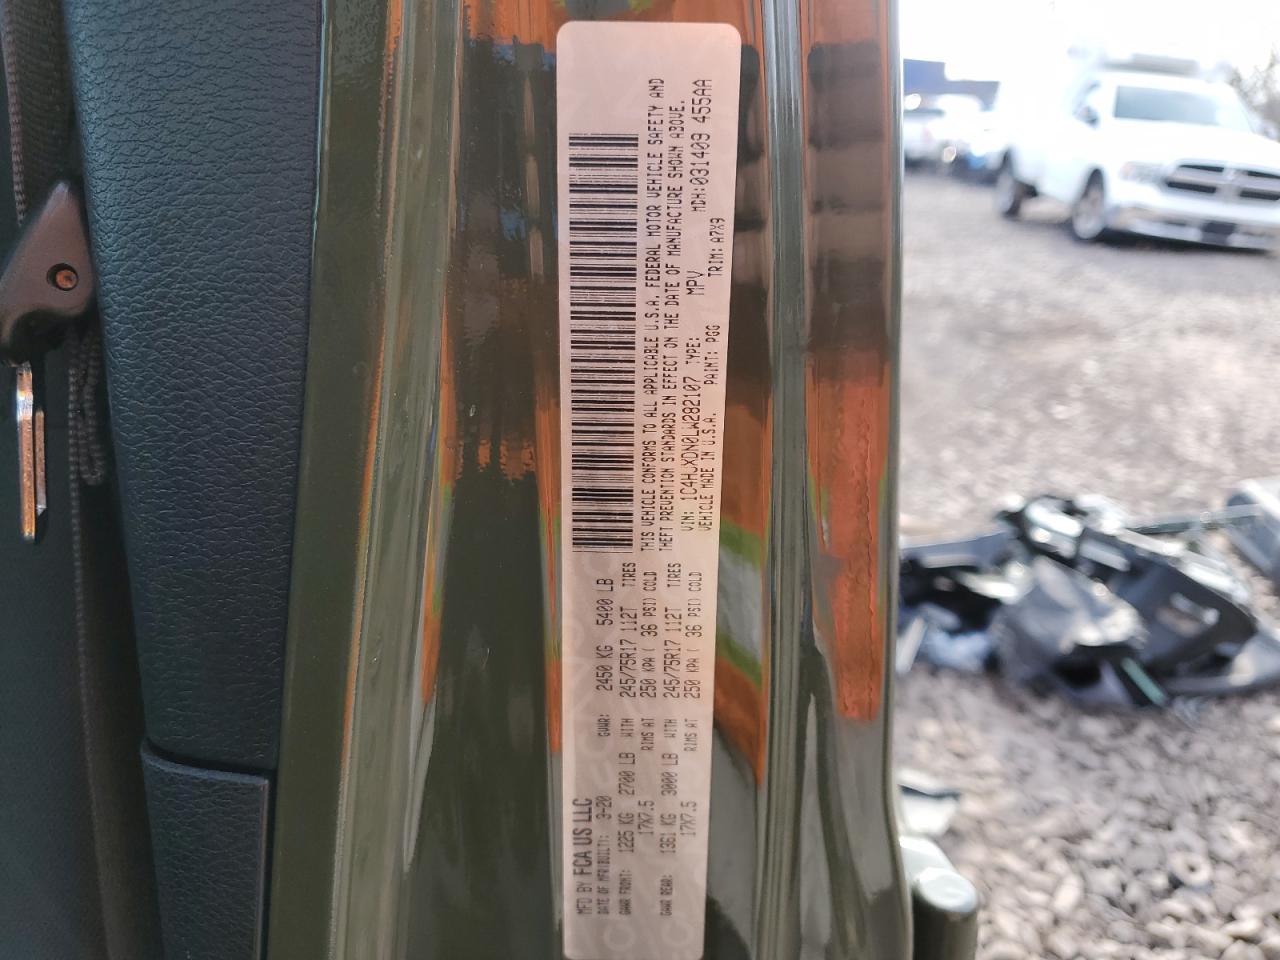 MFD BY FCA US LLC
DATE OF MFR(BUILT): 3-20 GVWR: 2450 KG 5400 LB
GAWR FRONT: 1225 KG 2700 LB WITH 245/75R17 112T TIRES
17X7.5 RIMS AT 250 KPA ( 36 PSI) COLD
GAWR REAR: 1361 KG 3000 LB WITH 245/75R17 112T TIRES
17X7.5 RIMS AT 250 KPA ( 36 PSI) COLD
THIS VEHICLE CONFORMS TO ALL APPLICABLE U.S.A. FEDERAL MOTOR VEHICLE SAFETY AND
THEFT PREVENTION STANDARDS IN EFFECT ON THE DATE OF MANUFACTURE SHOWN ABOVE.
VIN: 1C4HJXDN0LW282107 TYPE: MPV MDH:031409 455AA
VEHICLE MADE IN U.S.A. PAINT: PGG TRIM: A7X9